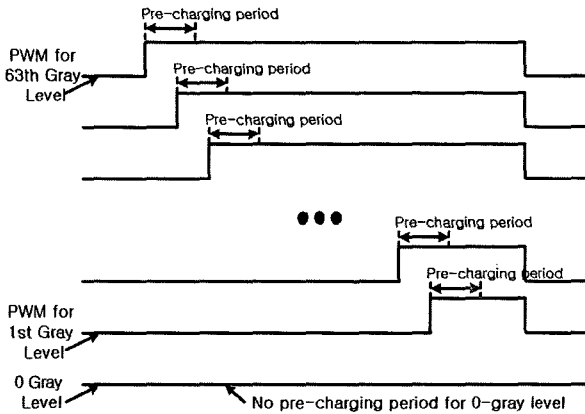 Pre-charging period
PWM for
63th Gray
Level
Pre-charging period
Pre-charging period
Pre-charging period
Pre-charging period
PWM for
1st Gray
Level
0 Gray
Level
No pre-charging period for 0-gray level